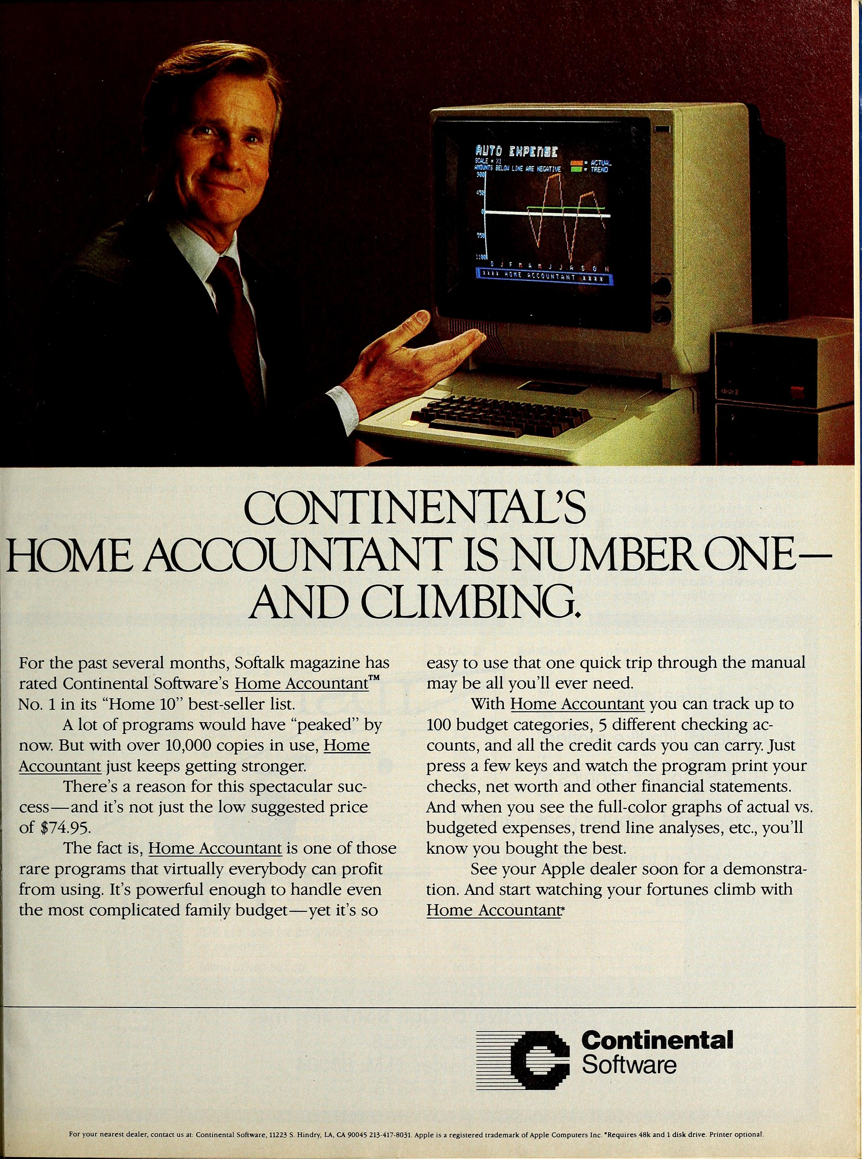 AUTO EXPENSE
SCALE = X1
= ACTUAL
AMOUNTS BELOW LINE ARE NEGATIVE
= TREND
900
450
0
550
1100
D J F M A M J J A S O N
**** HOME ACCOUNTANT ****
CONTINENTAL'S
HOME ACCOUNTANT IS NUMBER ONE—
AND CLIMBING.
For the past several months, Softalk magazine has
rated Continental Software's Home Accountant™
No. 1 in its “Home 10” best-seller list.
A lot of programs would have “peaked” by
now. But with over 10,000 copies in use, Home
Accountant just keeps getting stronger.
There's a reason for this spectacular suc-
cess—and it's not just the low suggested price
of $74.95.
The fact is, Home Accountant is one of those
rare programs that virtually everybody can profit
from using. It's powerful enough to handle even
the most complicated family budget—yet it's so
easy to use that one quick trip through the manual
may be all you'll ever need.
With Home Accountant you can track up to
100 budget categories, 5 different checking ac-
counts, and all the credit cards you can carry. Just
press a few keys and watch the program print your
checks, net worth and other financial statements.
And when you see the full-color graphs of actual vs.
budgeted expenses, trend line analyses, etc., you'll
know you bought the best.
See your Apple dealer soon for a demonstra-
tion. And start watching your fortunes climb with
Home Accountant*
Continental
Software
For your nearest dealer, contact us at: Continental Software, 11223 S. Hindry, LA, CA 90045 213-417-8031. Apple is a registered trademark of Apple Computers Inc. *Requires 48k and 1 disk drive. Printer optional.